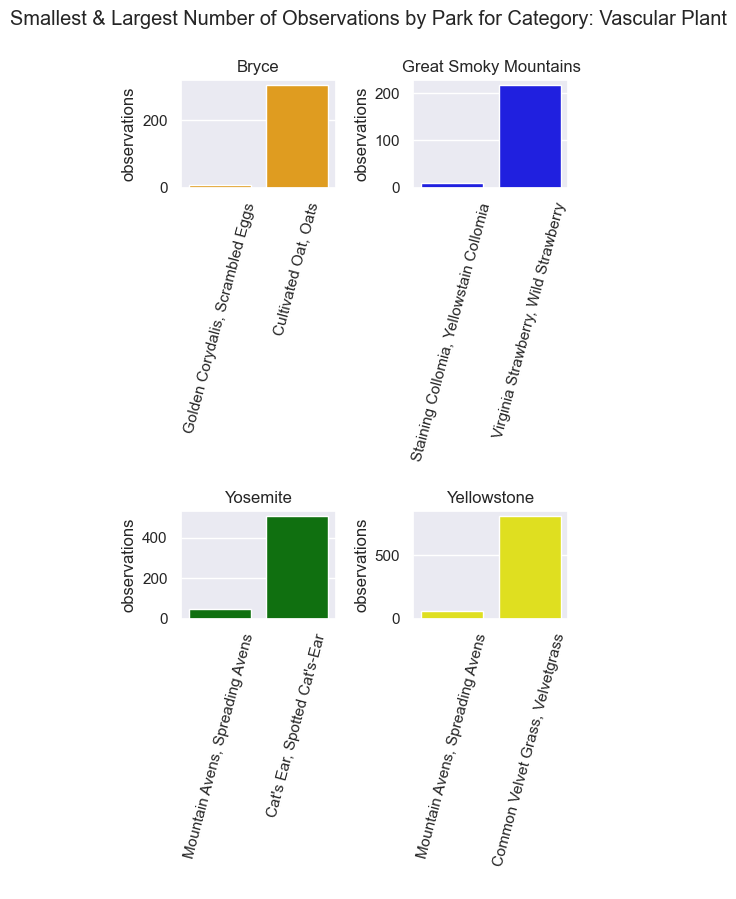 Smallest & Largest Number of Observations by Park for Category: Vascular Plant
Bryce
observations
200
0
Golden Corydalis, Scrambled Eggs
Cultivated Oat, Oats
Great Smoky Mountains
observations
200
100
0
Staining Collomia, Yellowstain Collomia
Virginia Strawberry, Wild Strawberry
Yosemite
observations
400
200
0
Mountain Avens, Spreading Avens
Cat's Ear, Spotted Cat's-Ear
Yellowstone
observations
500
0
Mountain Avens, Spreading Avens
Common Velvet Grass, Velvetgrass